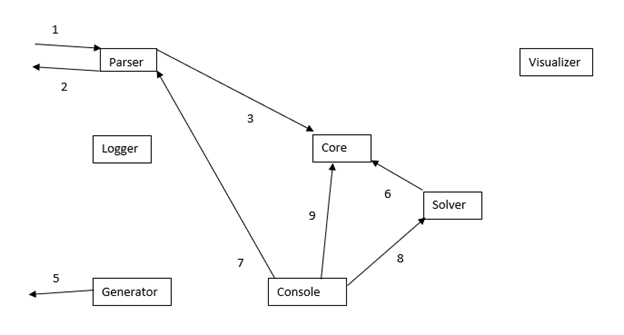 1
Parser
Visualizer
2
3
Logger
Core
6
Solver
9
7
8
5
Generator
Console